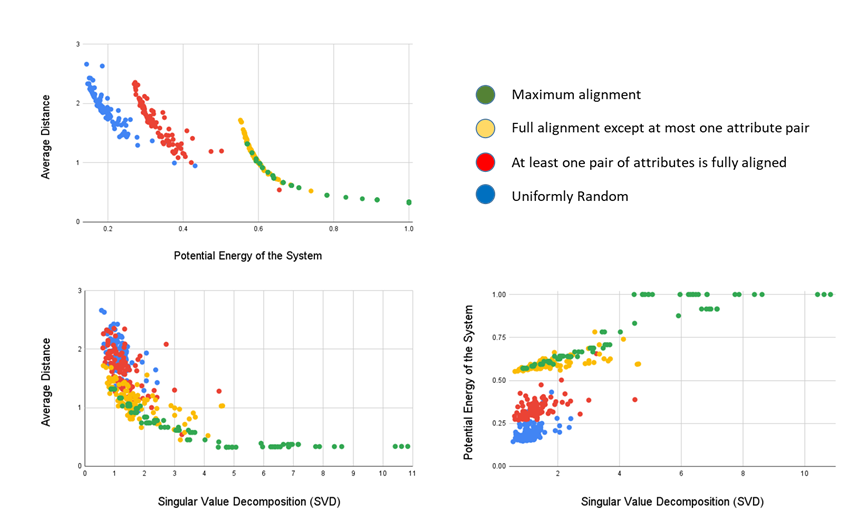 3
2
1
0
Average Distance
0.2 0.4 0.6 0.8 1.0
Potential Energy of the System
Maximum alignment
Full alignment except at most one attribute pair
At least one pair of attributes is fully aligned
Uniformly Random
3
2
1
0
Average Distance
0 1 2 3 4 5 6 7 8 9 10 11
Singular Value Decomposition (SVD)
1.00
0.75
0.50
0.25
0.00
Potential Energy of the System
2 4 6 8 10
Singular Value Decomposition (SVD)